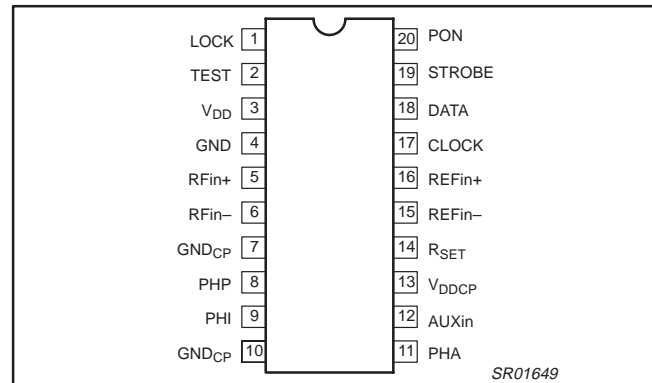 LOCK 1 20 PON
TEST 2 19 STROBE
VDD 3 18 DATA
GND 4 17 CLOCK
RFin+ 5 16 REFin+
RFin– 6 15 REFin–
GNDCP 7 14 RSET
PHP 8 13 VDDCP
PHI 9 12 AUXin
GNDCP 10 11 PHA
SR01649